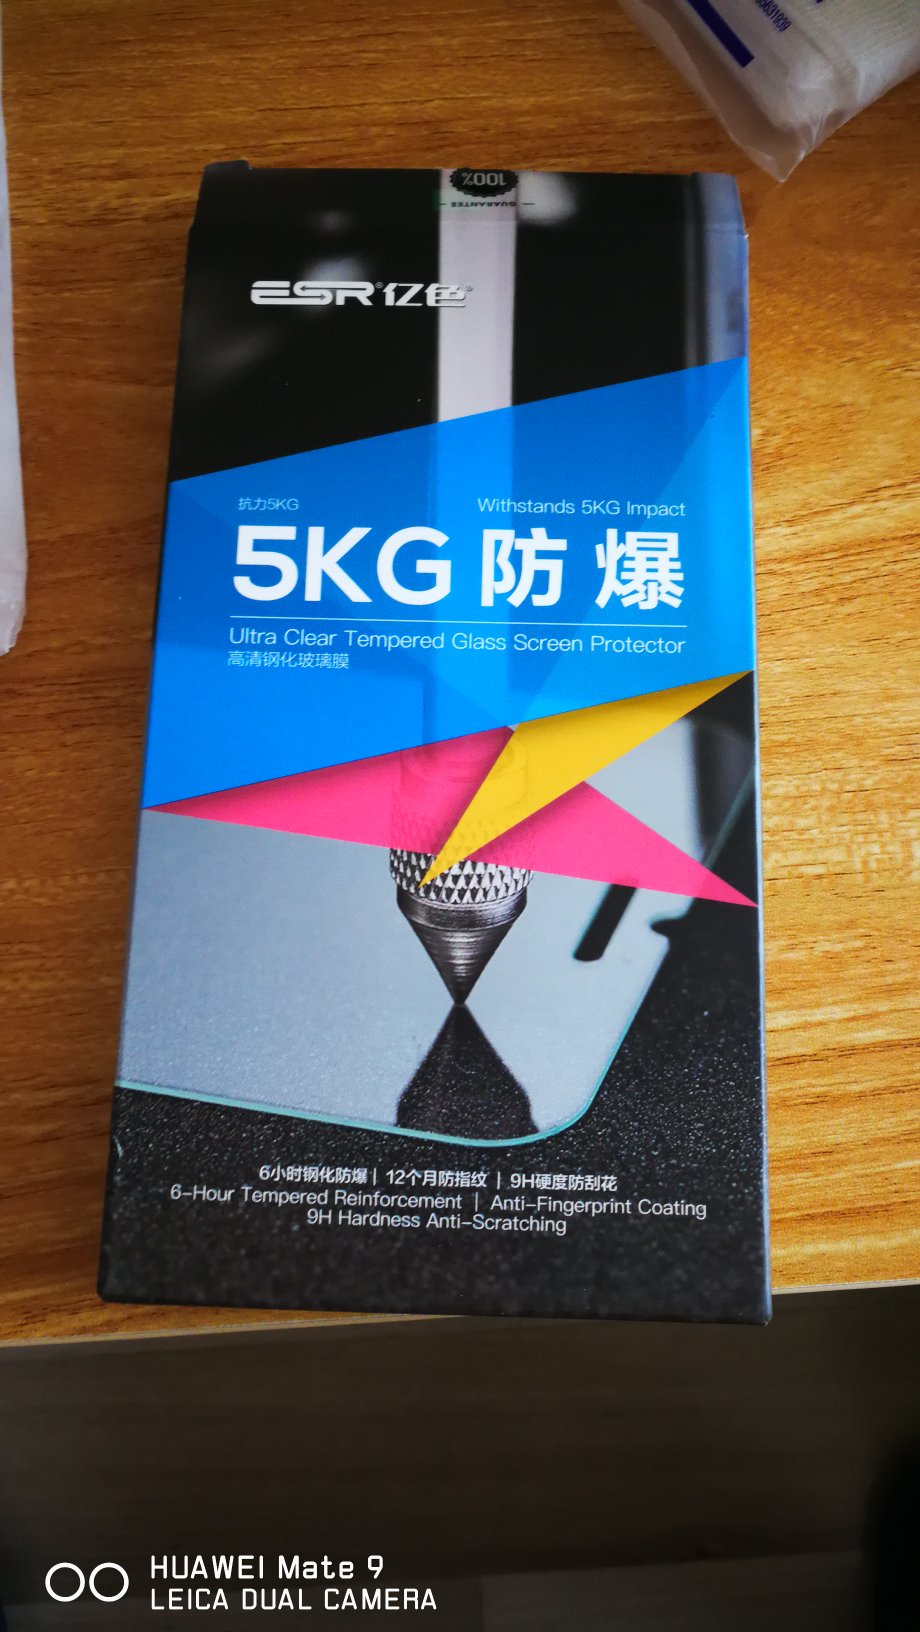 100%
GUARANTEE
ESR®亿色®
抗力5KG
Withstands 5KG Impact
5KG 防爆
Ultra Clear Tempered Glass Screen Protector
高清钢化玻璃膜
6小时钢化防爆 | 12个月防指纹 | 9H硬度防刮花
6-Hour Tempered Reinforcement | Anti-Fingerprint Coating
9H Hardness Anti-Scratching
HUAWEI Mate 9
LEICA DUAL CAMERA